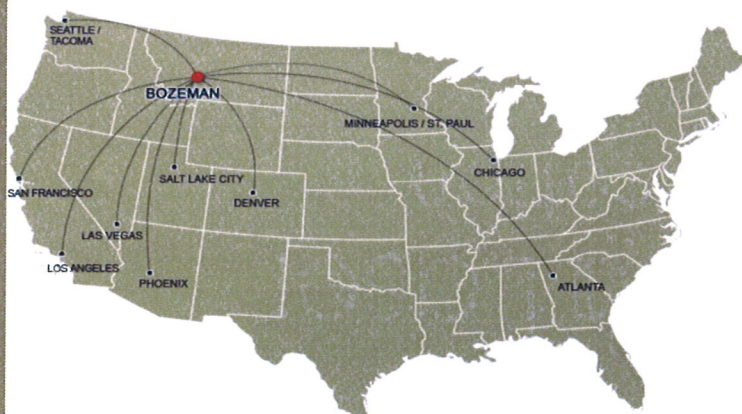 SEATTLE /
TACOMA
BOZEMAN
MINNEAPOLIS / ST. PAUL
CHICAGO
SALT LAKE CITY
SAN FRANCISCO
DENVER
LAS VEGAS
LOS ANGELES
PHOENIX
ATLANTA